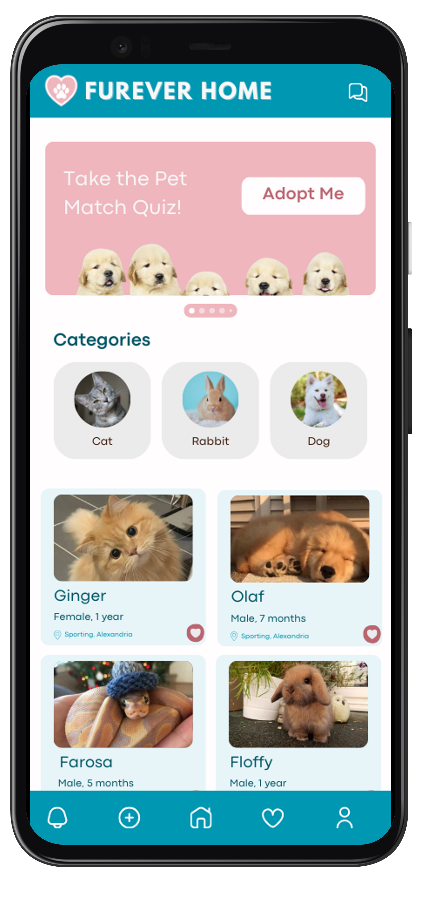 FUREVER HOME
Take the Pet
Match Quiz!
Adopt Me
Categories
Cat
Rabbit
Dog
Ginger
Female, 1 year
Sporting, Alexandria
Olaf
Male, 7 months
Sporting, Alexandria
Farosa
Male, 5 months
Floffy
Male, 1 year